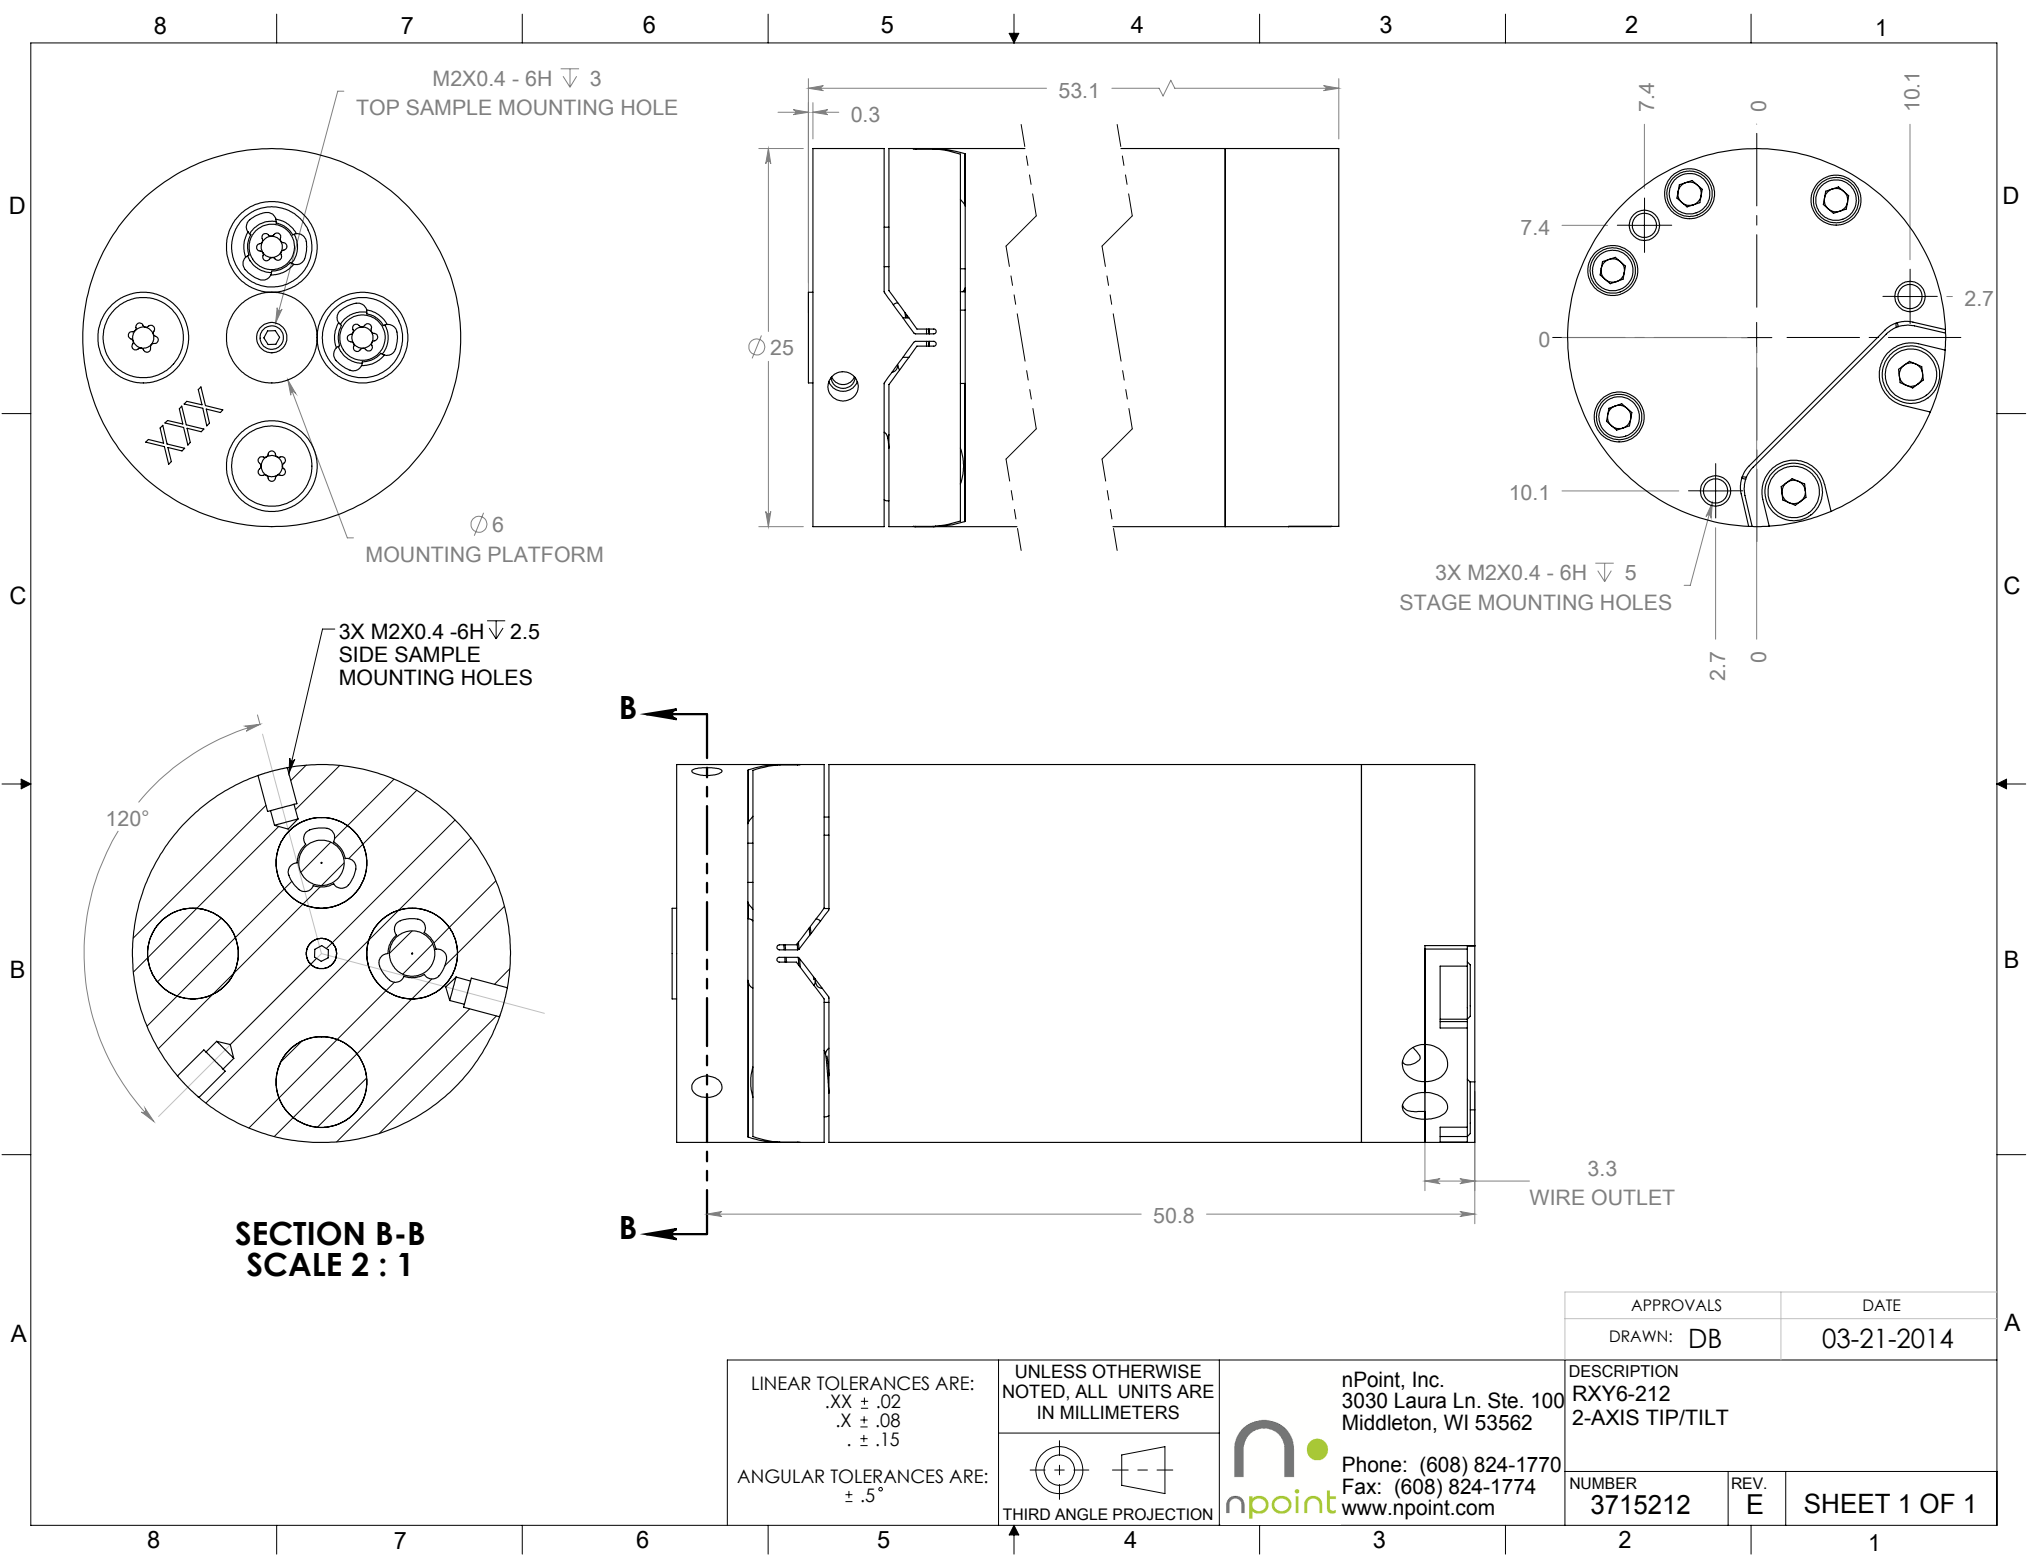 8 7 6 5 4 3 2 1
M2X0.4 - 6H ↧ 3
TOP SAMPLE MOUNTING HOLE
53.1
0.3
7.4
0
10.1
D
D
7.4
2.7
0
⌀25
XXX
10.1
⌀6
MOUNTING PLATFORM
3X M2X0.4 - 6H ↧ 5
STAGE MOUNTING HOLES
C
C
2.7
0
3X M2X0.4 -6H ↧ 2.5
SIDE SAMPLE
MOUNTING HOLES
B
120°
B
B
3.3
WIRE OUTLET
50.8
B
SECTION B-B
SCALE 2 : 1
A
A
APPROVALS
DATE
DRAWN: DB
03-21-2014
LINEAR TOLERANCES ARE:
.XX ± .02
.X ± .08
. ± .15
ANGULAR TOLERANCES ARE:
± .5°
UNLESS OTHERWISE
NOTED, ALL UNITS ARE
IN MILLIMETERS
THIRD ANGLE PROJECTION
npoint
nPoint, Inc.
3030 Laura Ln. Ste. 100
Middleton, WI 53562
Phone: (608) 824-1770
Fax: (608) 824-1774
www.npoint.com
DESCRIPTION
RXY6-212
2-AXIS TIP/TILT
NUMBER
3715212
REV.
E
SHEET 1 OF 1
8 7 6 5 4 3 2 1